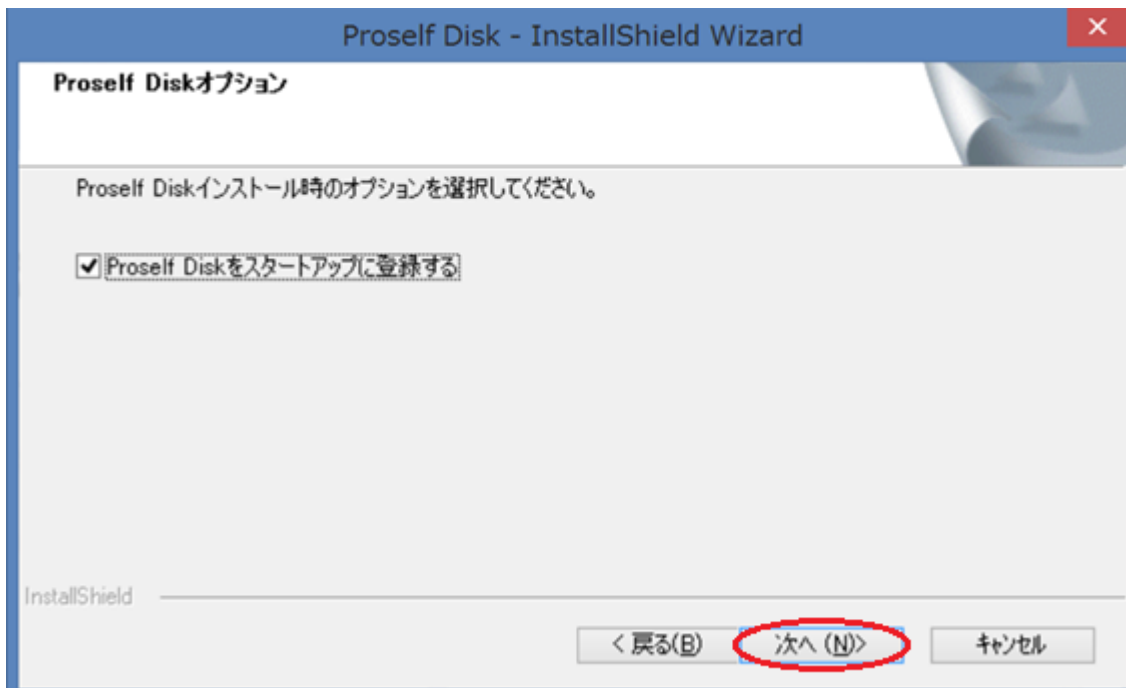 Proself Disk - InstallShield Wizard
Proself Diskオプション
Proself Diskインストール時のオプションを選択してください。
Proself Diskをスタートアップに登録する
InstallShield
< 戻る(B)
次へ (N)>
キャンセル